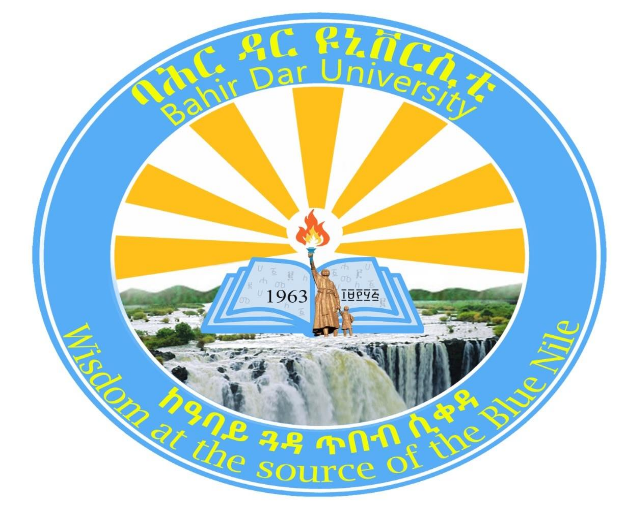 ባሕር ዳር ዩኒቨርሲቲ
Bahir Dar University
1963 ፲፱፻፶፭
ከዓባይ ጓዳ ጥበብ ሲቀዳ
Wisdom at the source of the Blue Nile